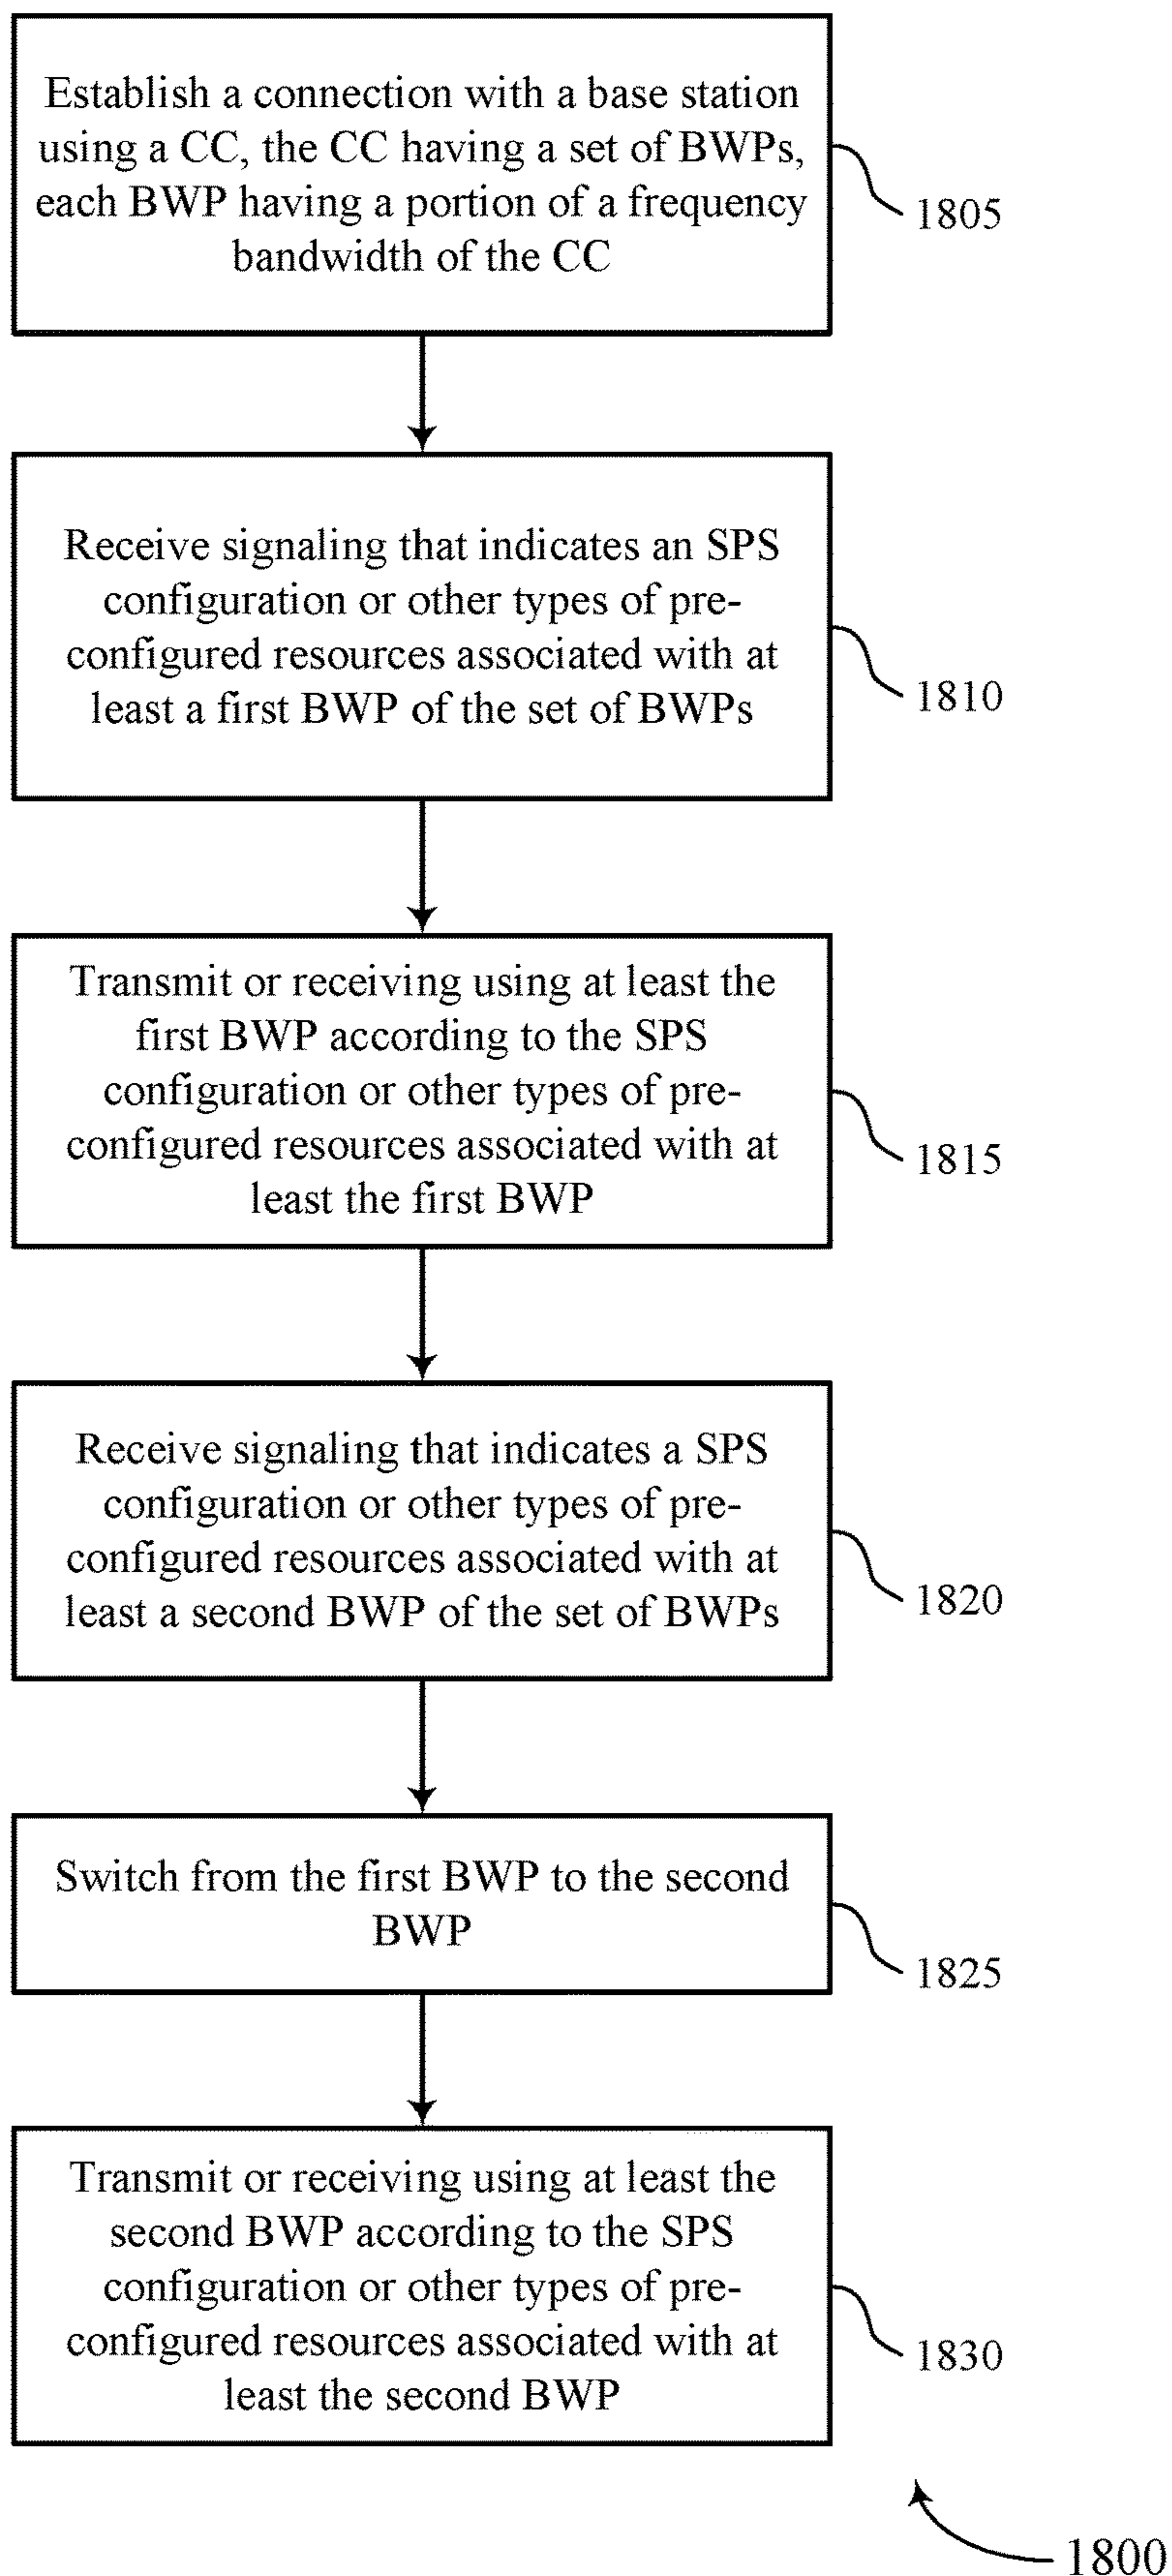 Establish a connection with a base station
using a CC, the CC having a set of BWPs,
each BWP having a portion of a frequency
bandwidth of the CC
1805
Receive signaling that indicates an SPS
configuration or other types of pre-
configured resources associated with at
least a first BWP of the set of BWPs
1810
Transmit or receiving using at least the
first BWP according to the SPS
configuration or other types of pre-
configured resources associated with at
least the first BWP
1815
Receive signaling that indicates a SPS
configuration or other types of pre-
configured resources associated with at
least a second BWP of the set of BWPs
1820
Switch from the first BWP to the second
BWP
1825
Transmit or receiving using at least the
second BWP according to the SPS
configuration or other types of pre-
configured resources associated with at
least the second BWP
1830
1800